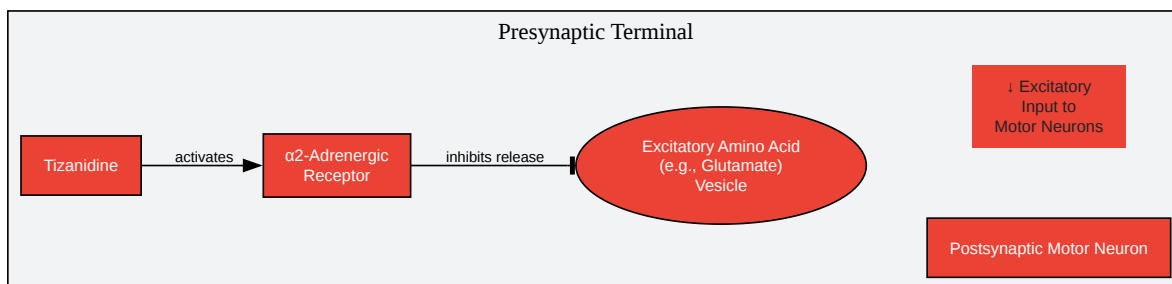 Presynaptic Terminal
Tizanidine
activates
α2-Adrenergic
Receptor
inhibits release
Excitatory Amino Acid
(e.g., Glutamate)
Vesicle
↓ Excitatory
Input to
Motor Neurons
Postsynaptic Motor Neuron